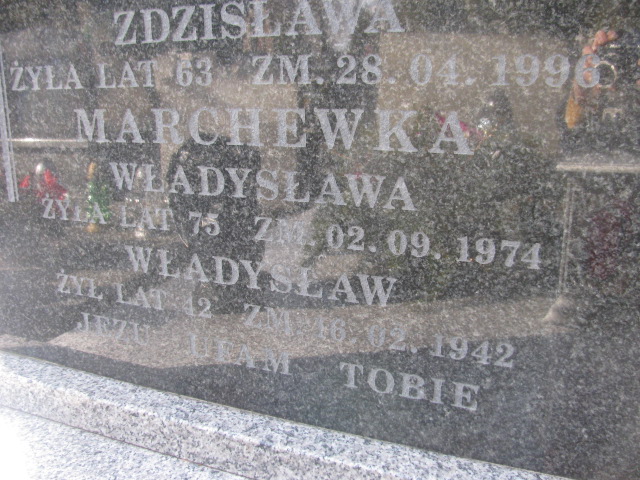 ZDZISŁAWA
ŻYŁA LAT 63 ZM. 28. 04. 1996
MARCHEWKA
WŁADYSŁAWA
ŻYŁA LAT 75 ZM. 02. 09. 1974
WŁADYSŁAW
ŻYŁ LAT 42 ZM. 16. 02. 1942
JEZU UFAM TOBIE